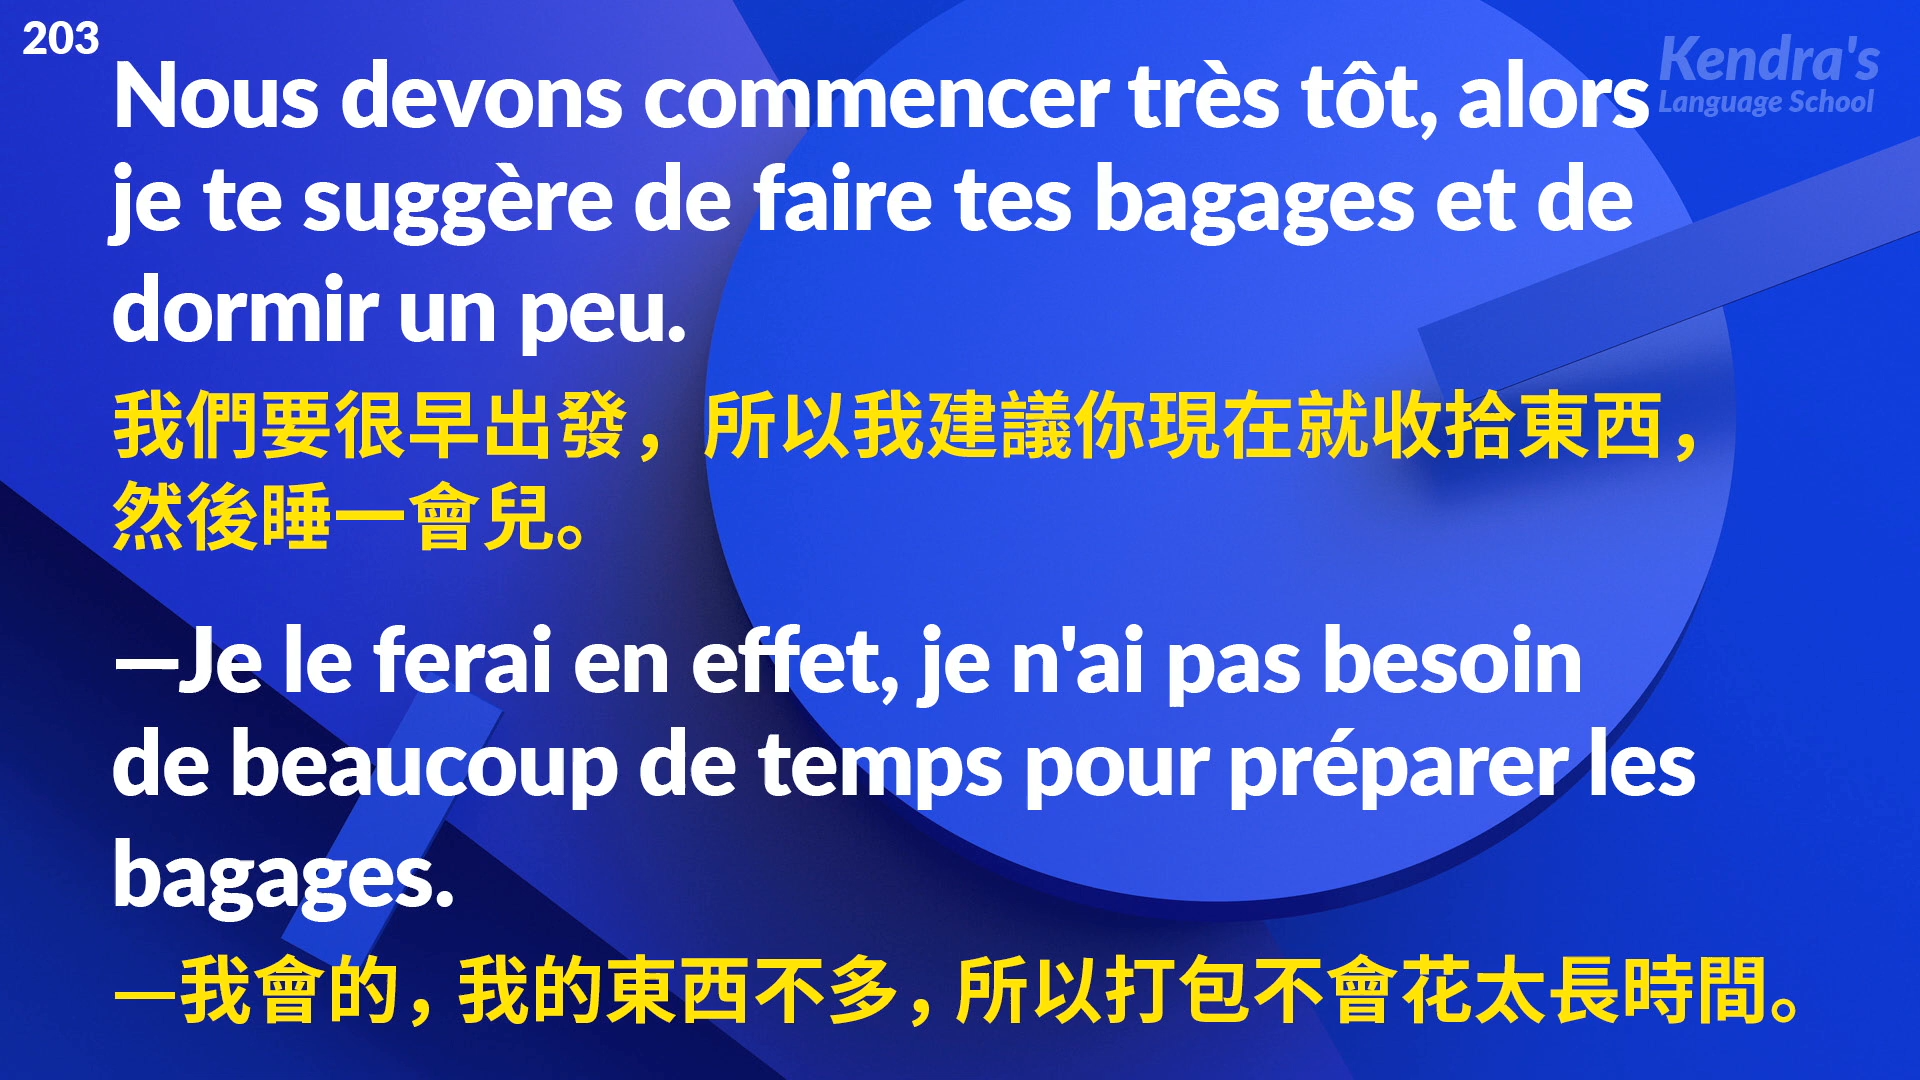 203
Kendra's
Language School
Nous devons commencer très tôt, alors
je te suggère de faire tes bagages et de
dormir un peu.
我們要很早出發，所以我建議你現在就收拾東西，
然後睡一會兒。
—Je le ferai en effet, je n'ai pas besoin
de beaucoup de temps pour préparer les
bagages.
—我會的，我的東西不多，所以打包不會花太長時間。